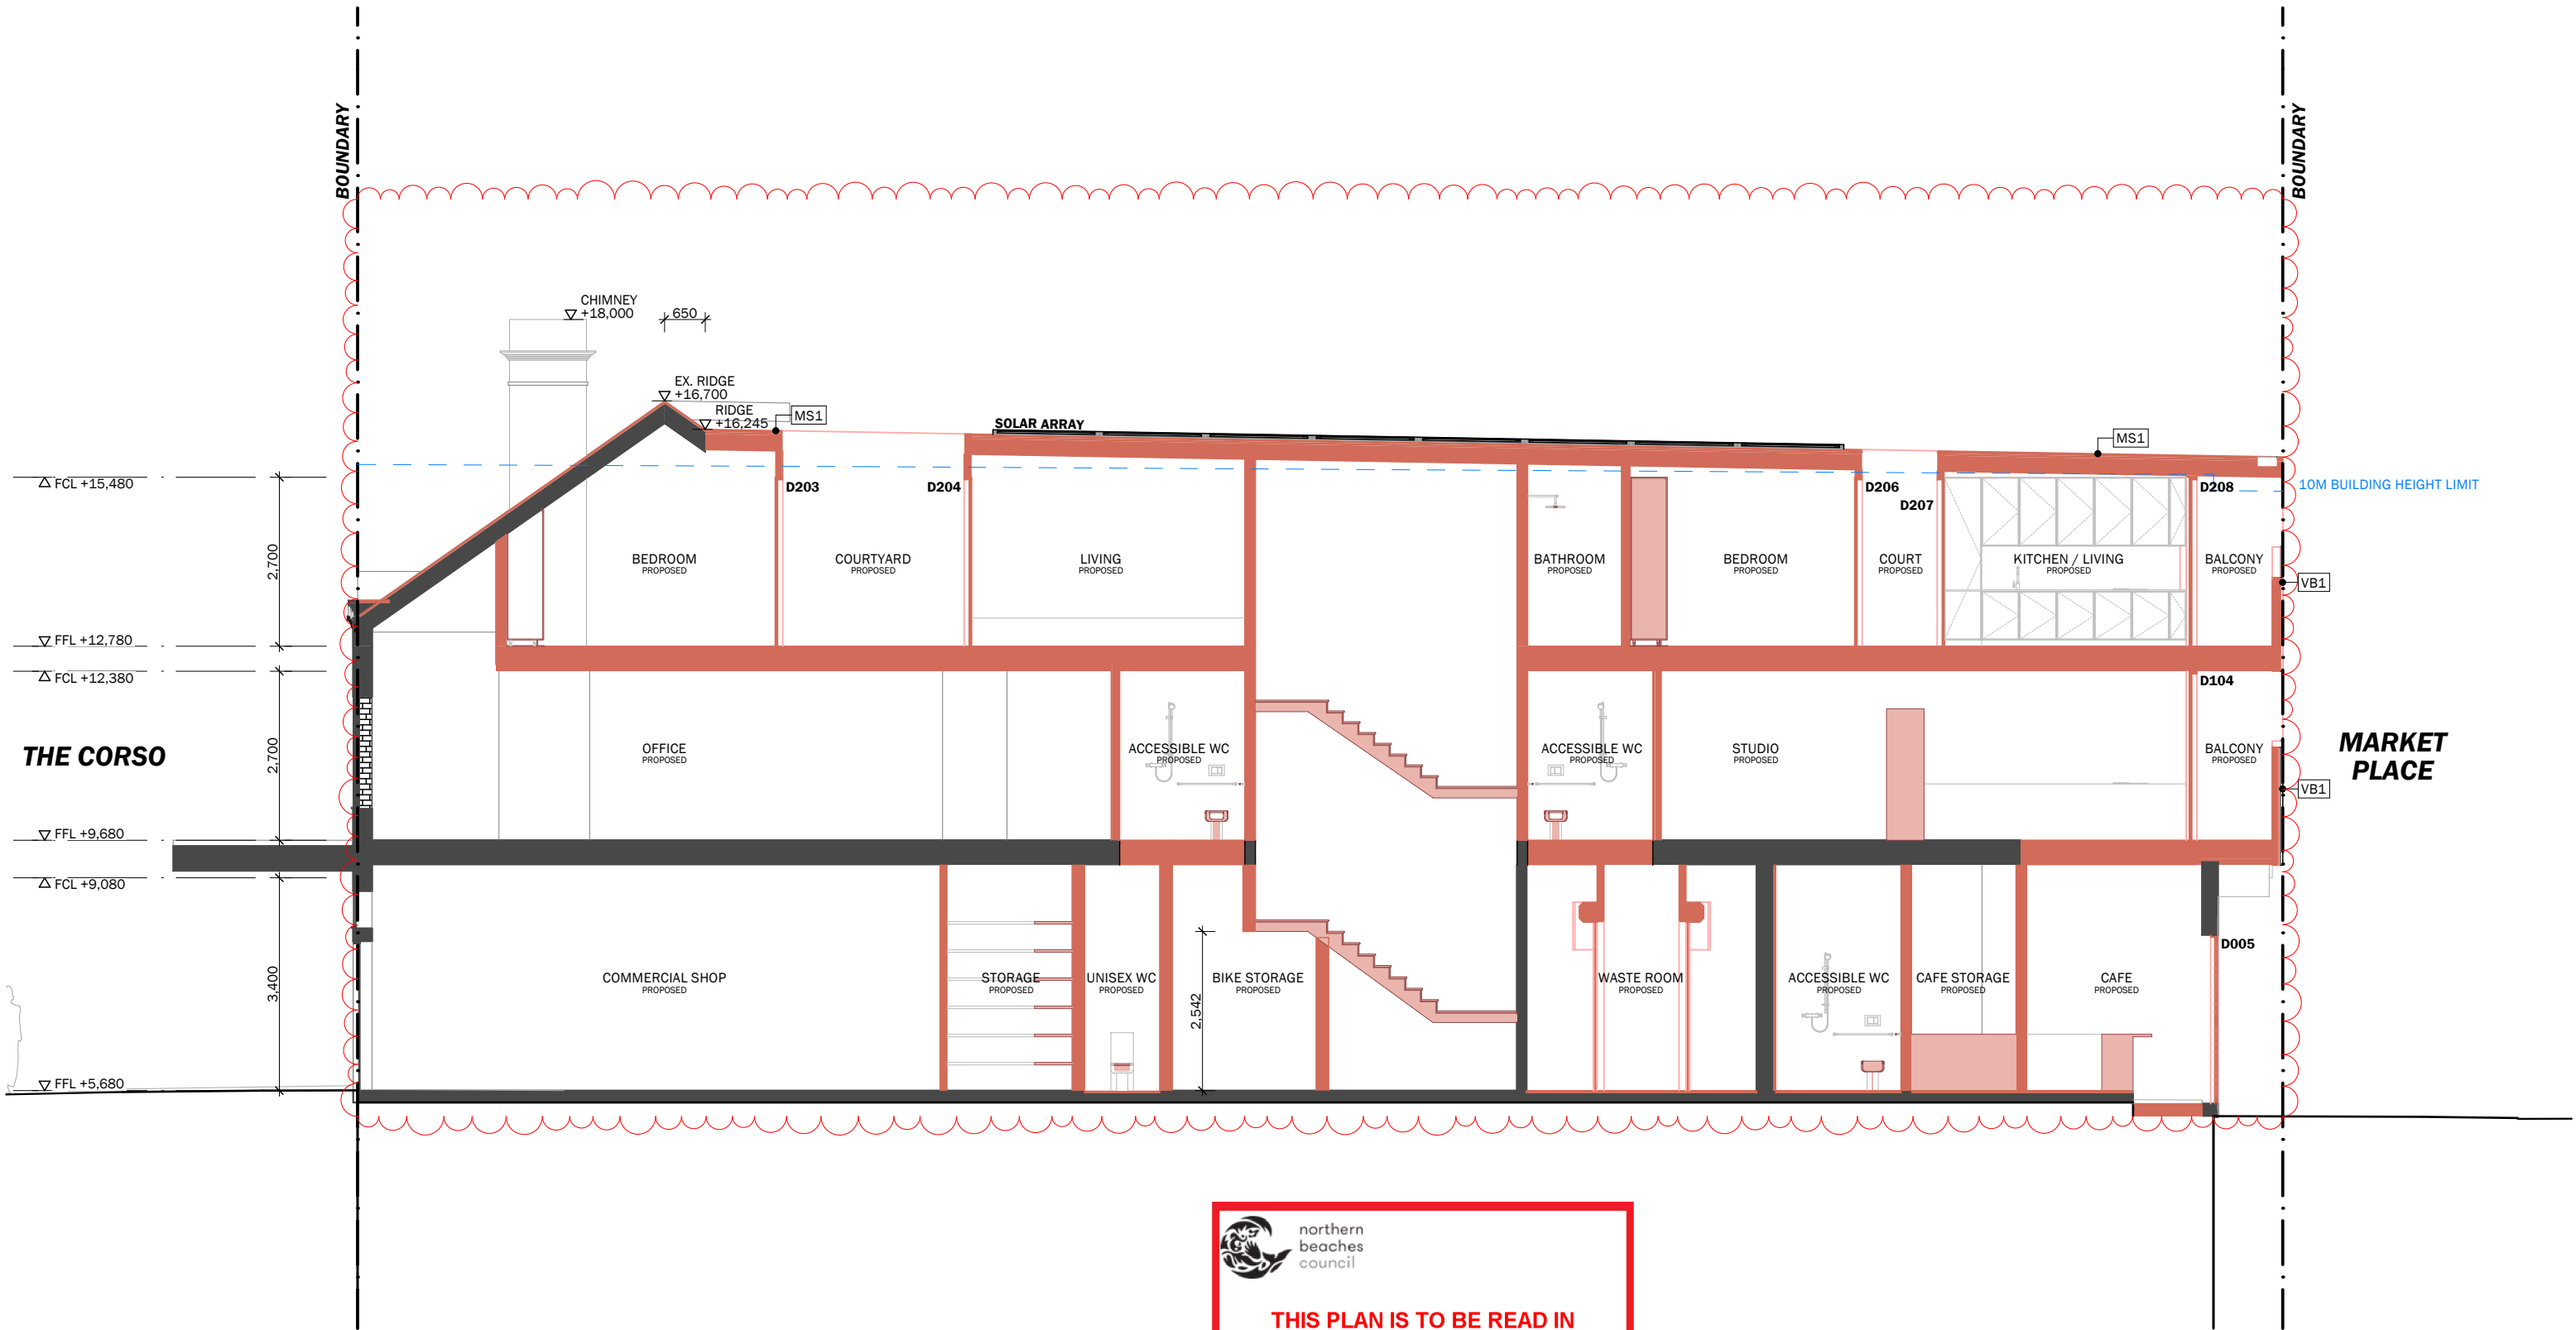 BOUNDARY
BOUNDARY
CHIMNEY
+18,000
650
EX. RIDGE
+16,700
RIDGE
+16,245
MS1
SOLAR ARRAY
MS1
FCL +15,480
D203
D204
D206
D207
D208
10M BUILDING HEIGHT LIMIT
2,700
BEDROOM
PROPOSED
COURTYARD
PROPOSED
LIVING
PROPOSED
BATHROOM
PROPOSED
BEDROOM
PROPOSED
COURT
PROPOSED
KITCHEN / LIVING
PROPOSED
BALCONY
PROPOSED
VB1
FFL +12,780
FCL +12,380
D104
THE CORSO
2,700
OFFICE
PROPOSED
ACCESSIBLE WC
PROPOSED
ACCESSIBLE WC
PROPOSED
STUDIO
PROPOSED
BALCONY
PROPOSED
MARKET
PLACE
VB1
FFL +9,680
FCL +9,080
D005
3,400
COMMERCIAL SHOP
PROPOSED
STORAGE
PROPOSED
UNISEX WC
PROPOSED
2,542
BIKE STORAGE
PROPOSED
WASTE ROOM
PROPOSED
ACCESSIBLE WC
PROPOSED
CAFE STORAGE
PROPOSED
CAFE
PROPOSED
FFL +5,680
northern
beaches
council
THIS PLAN IS TO BE READ IN